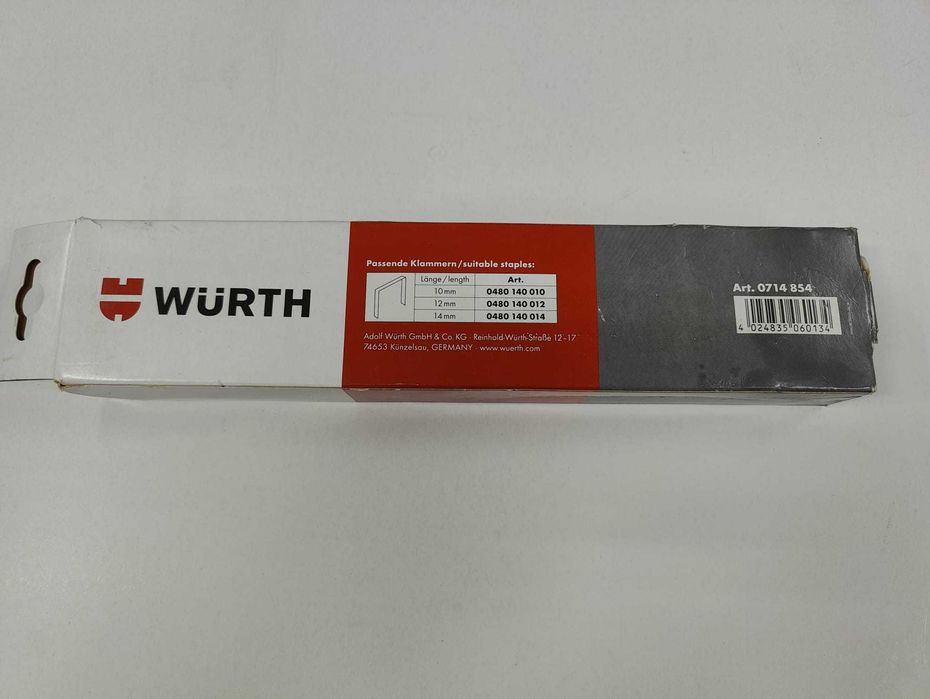 WÜRTH
Passende Klammern/suitable staples:
Länge/length Art.
10 mm 0480 140 010
12 mm 0480 140 012
14 mm 0480 140 014
Adolf Würth GmbH & Co. KG · Reinhold-Würth-Straße 12-17
74653 Künzelsau, GERMANY · www.wuerth.com
Art. 0714 854
4 024835 060134